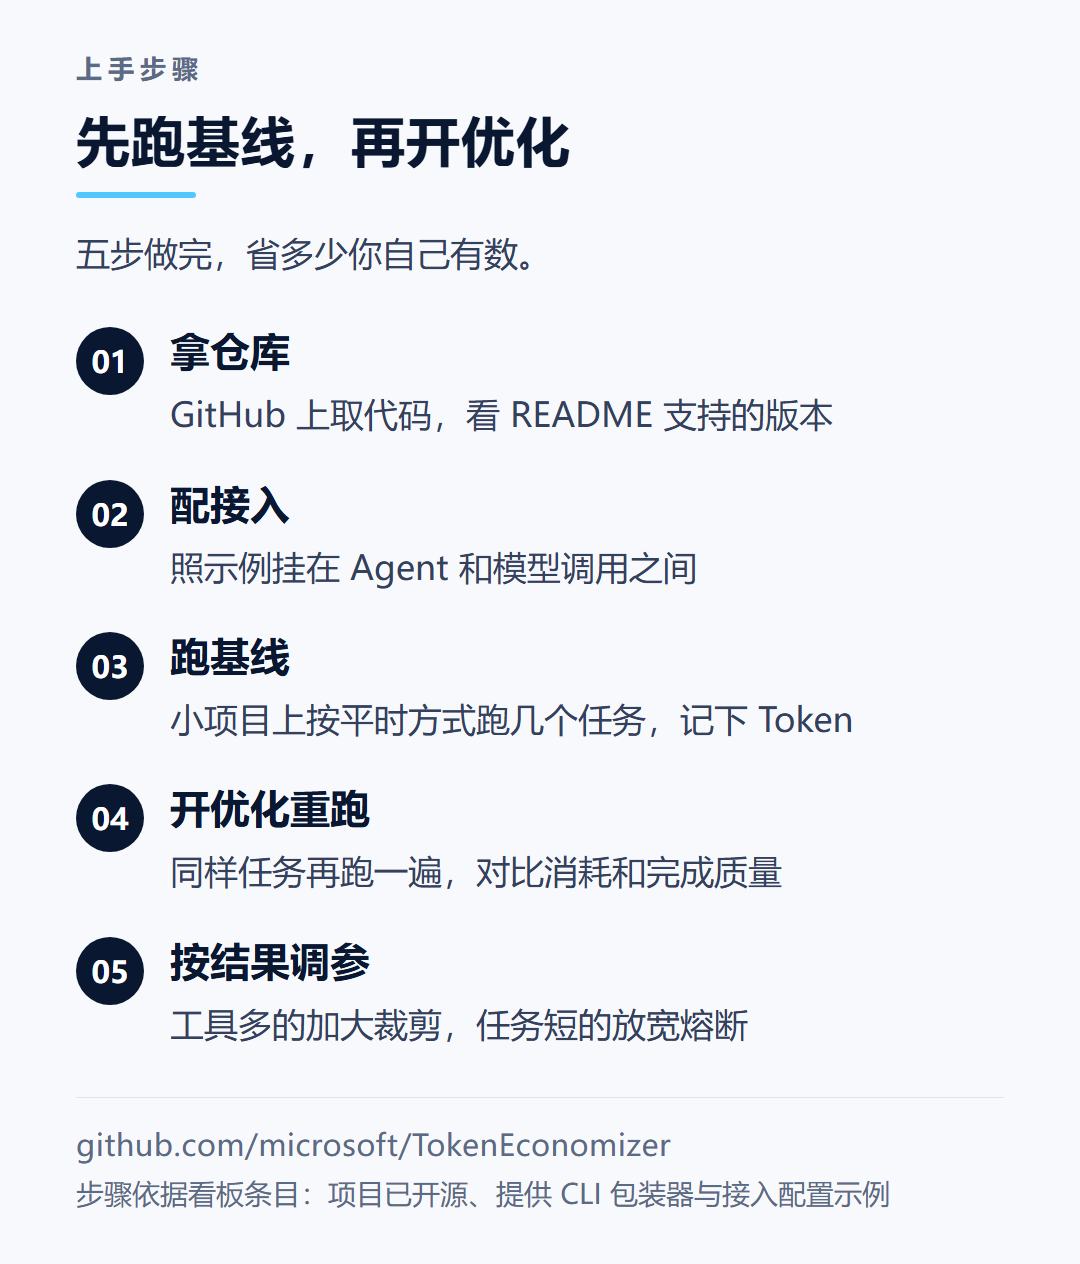 上手步骤
先跑基线，再开优化
五步做完，省多少你自己有数。
01
拿仓库
GitHub 上取代码，看 README 支持的版本
02
配接入
照示例挂在 Agent 和模型调用之间
03
跑基线
小项目上按平时方式跑几个任务，记下 Token
04
开优化重跑
同样任务再跑一遍，对比消耗和完成质量
05
按结果调参
工具多的加大裁剪，任务短的放宽熔断
github.com/microsoft/TokenEconomizer
步骤依据看板条目：项目已开源、提供 CLI 包装器与接入配置示例